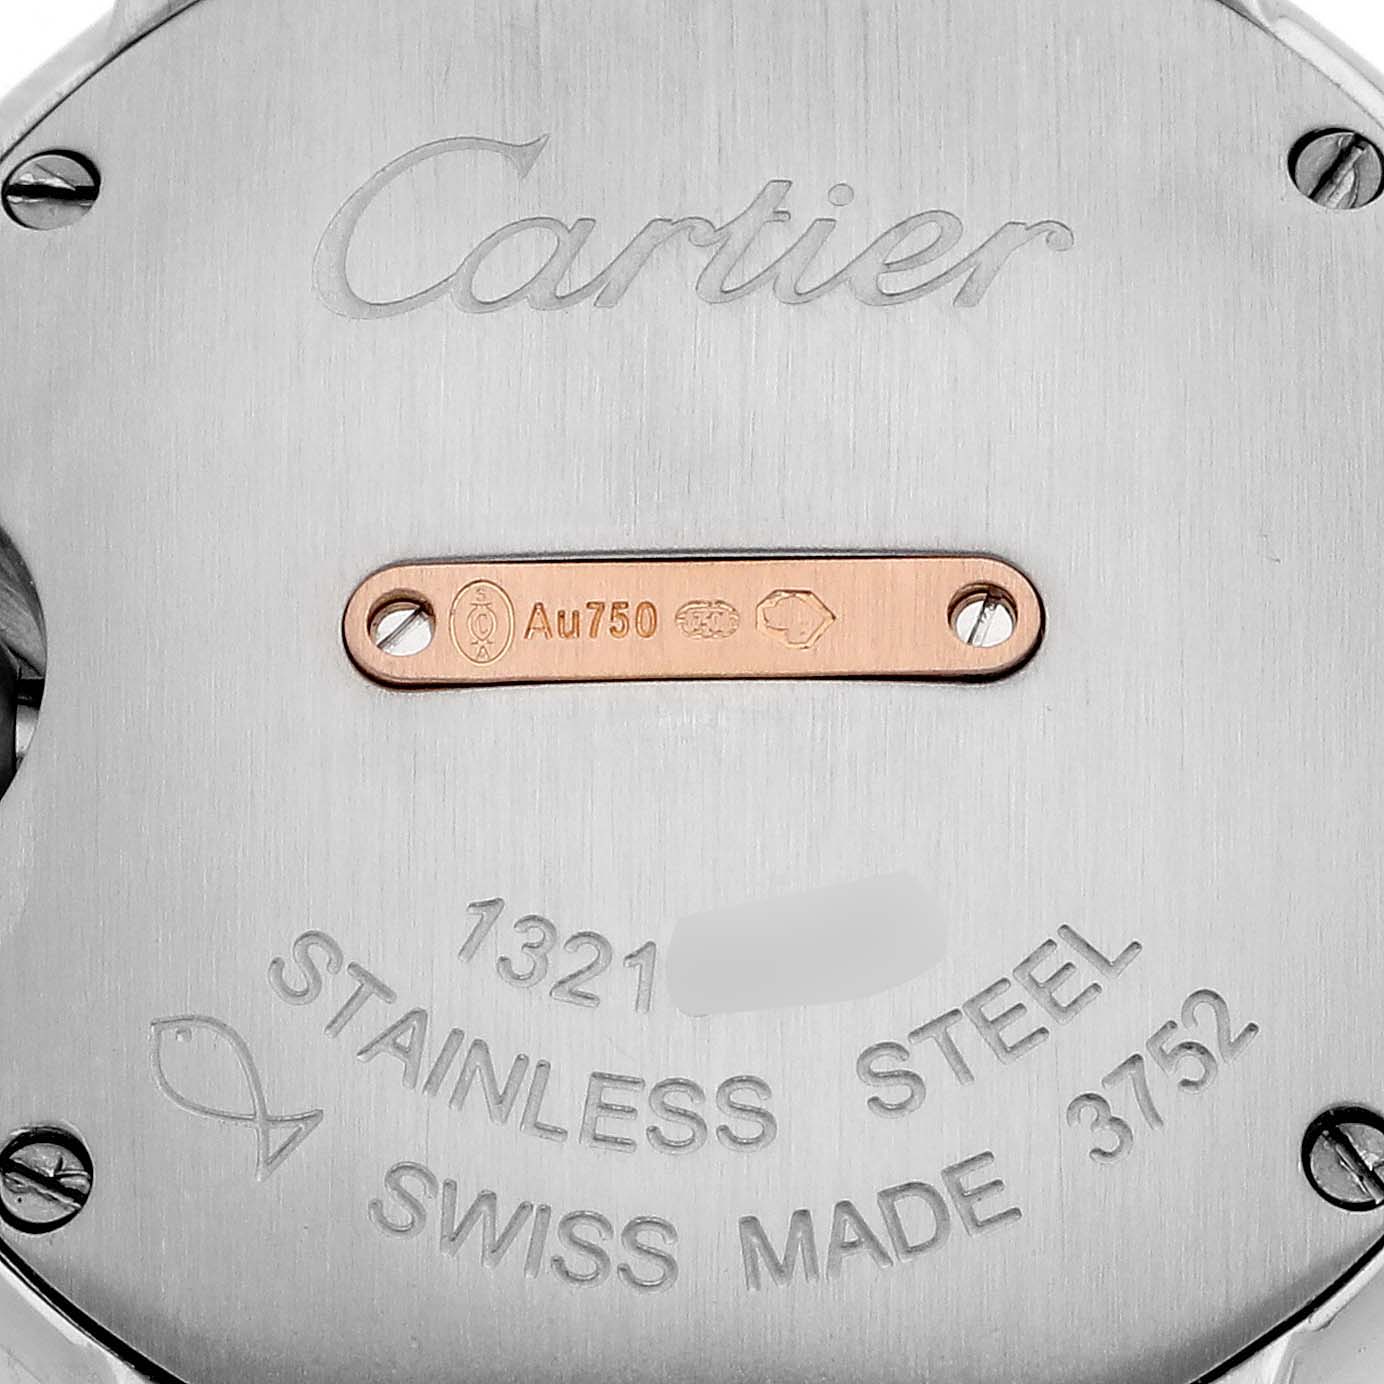 Cartier
Au750
1321
STAINLESS STEEL
SWISS MADE 3752